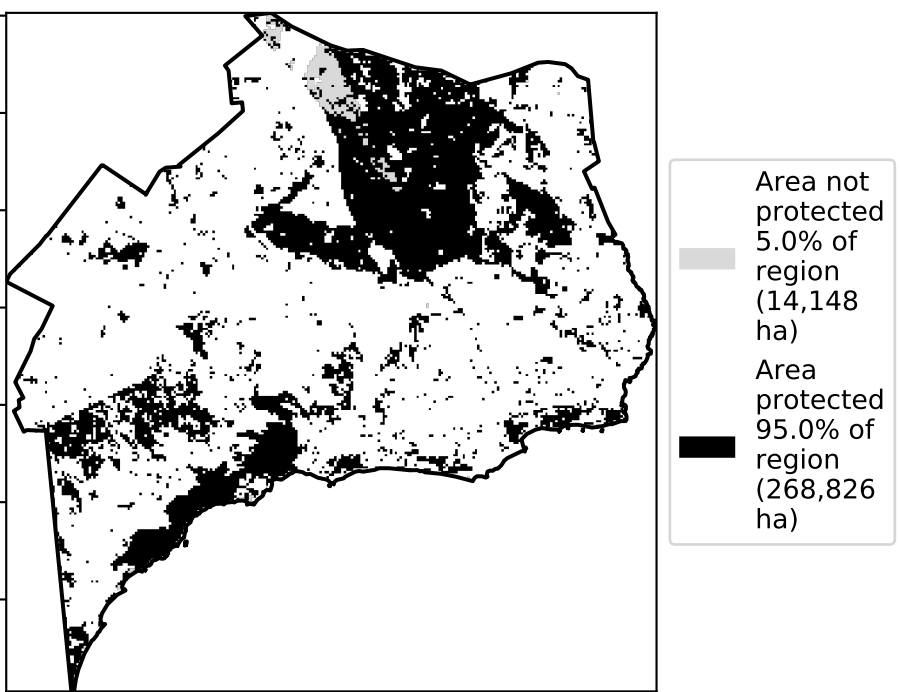 Area not
protected
5.0% of
region
(14,148
ha)
Area
protected
95.0% of
region
(268,826
ha)